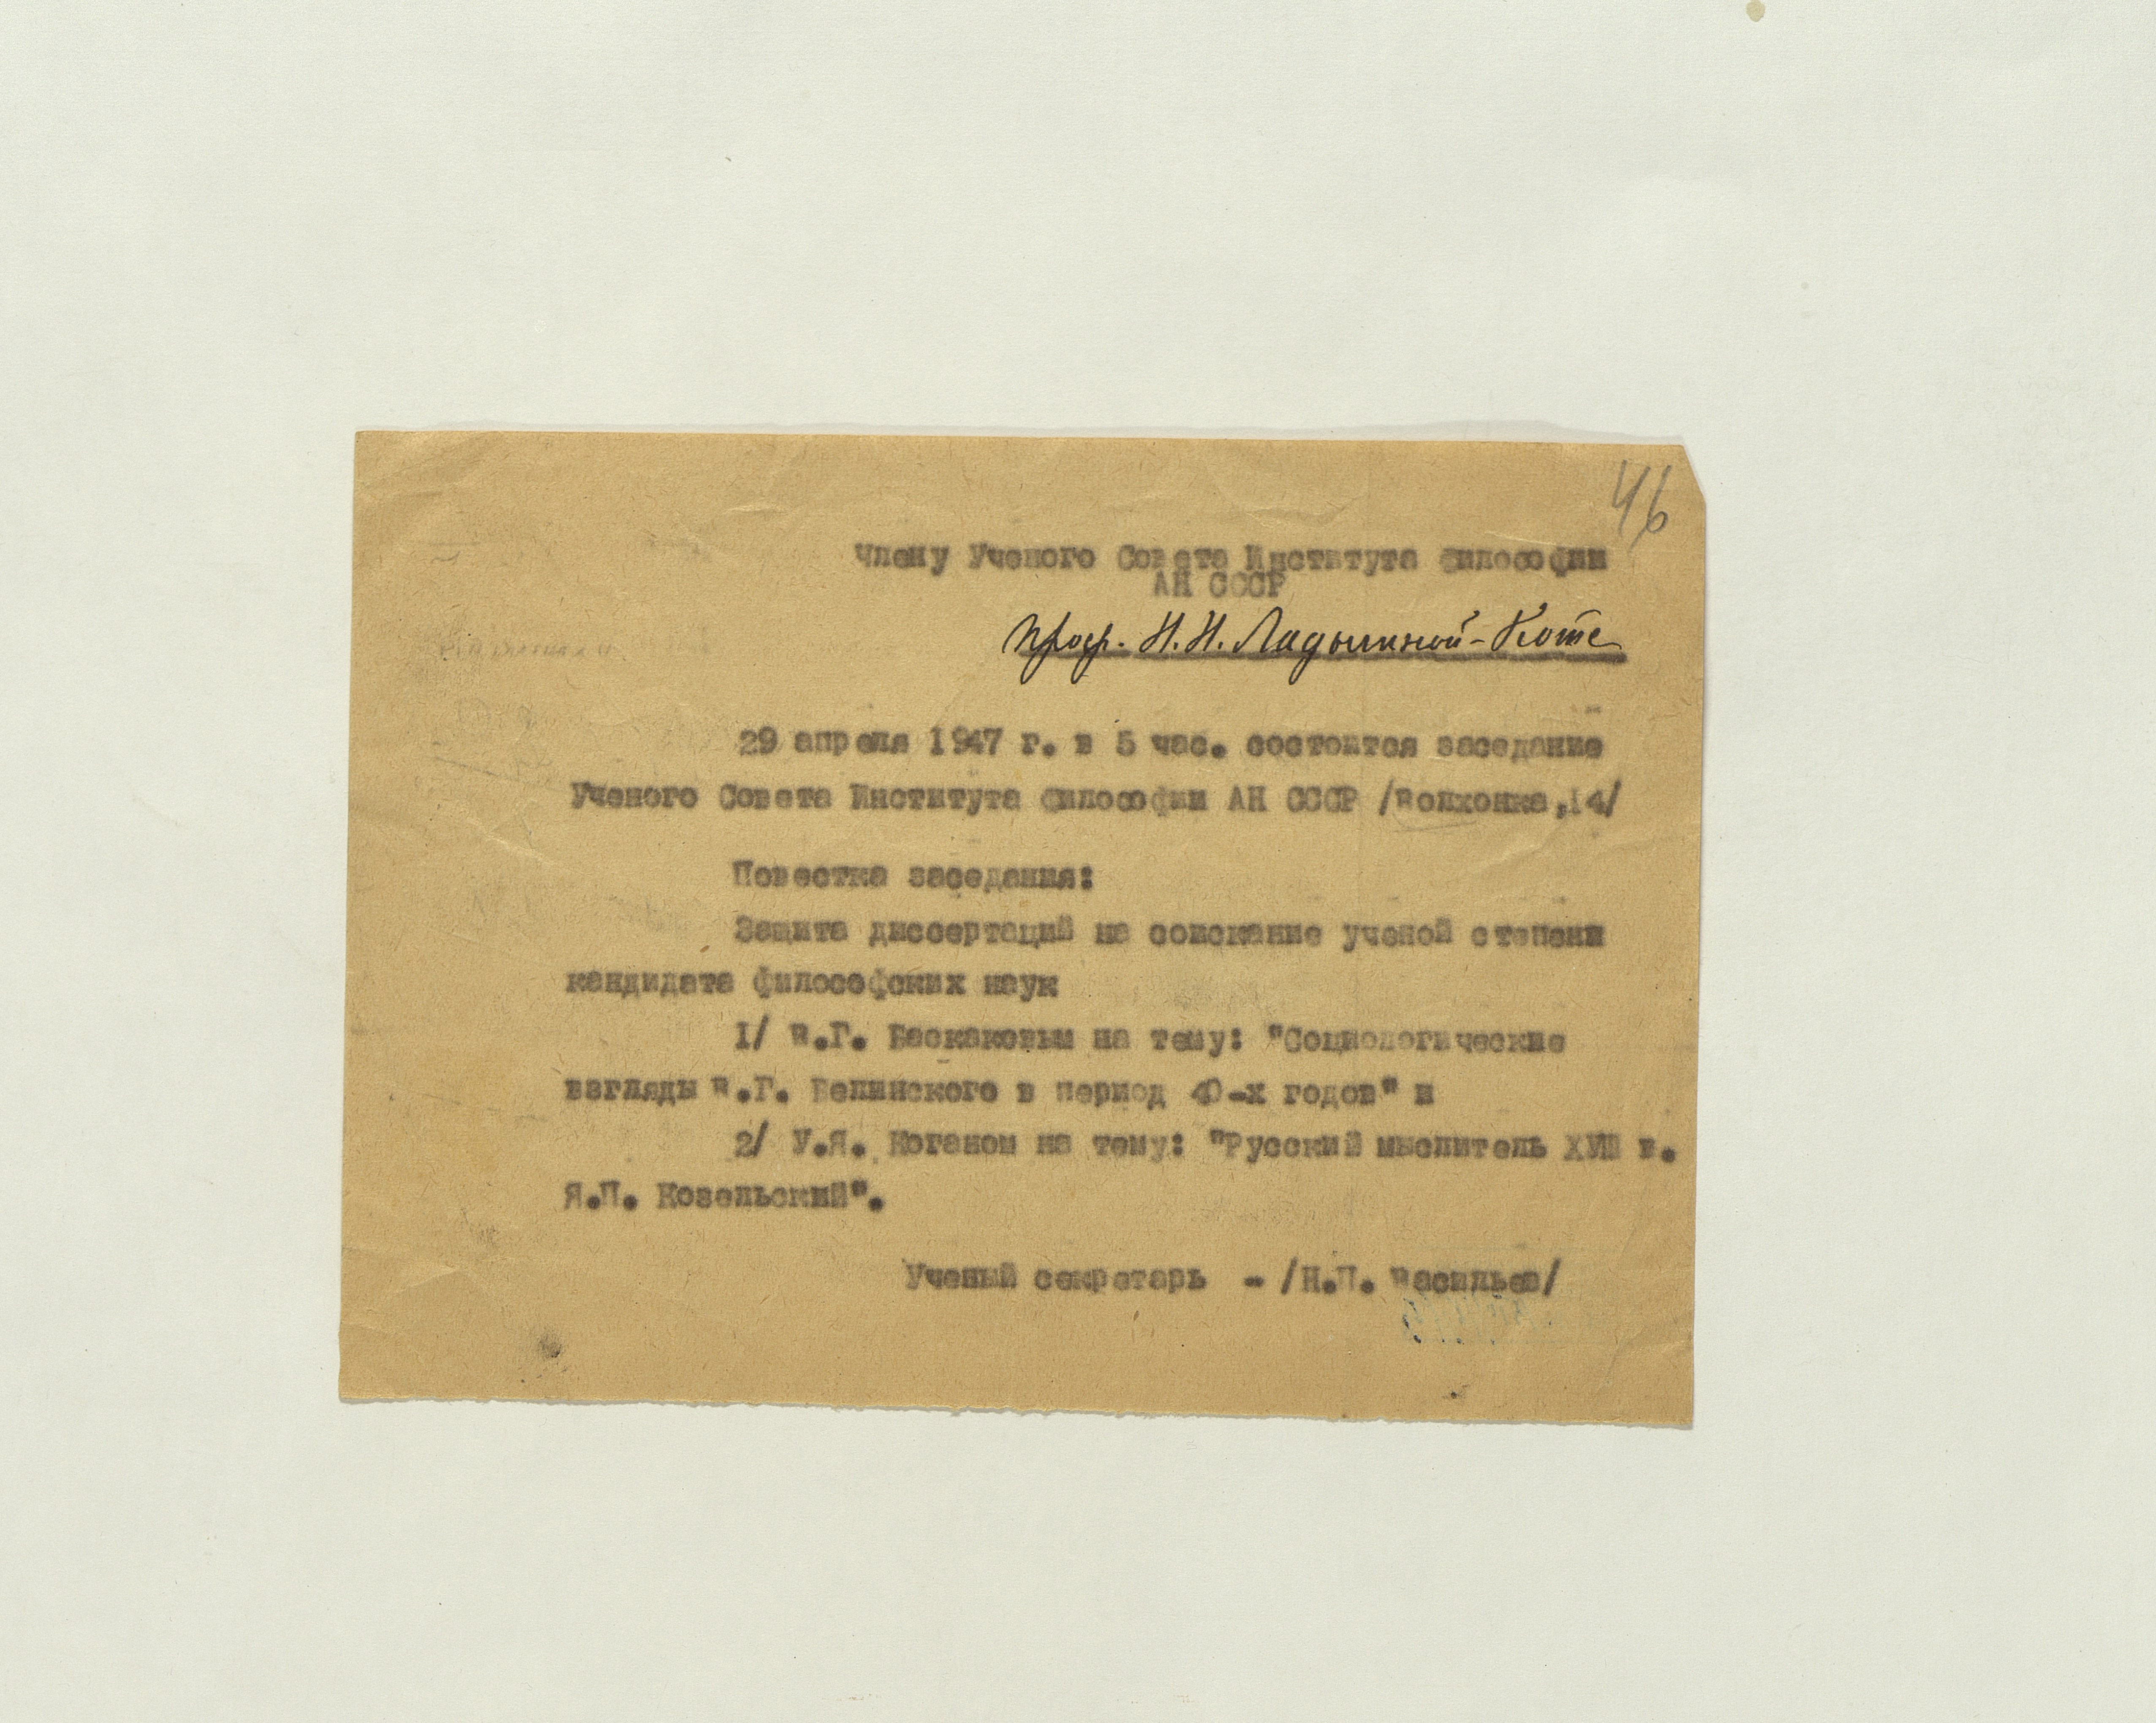 46
Члену Ученого Совета Института философии
АН СССР
проф. Н.Н. Ладыгиной-Котс
29 апреля 1947 г. в 5 час. состоится заседание
Ученого Совета Института философии АН СССР /Волхонка,14/
Повестка заседания:
Защита диссертаций на соискание ученой степени
кандидата философских наук
1/ В.Г. Баскаковым на тему: "Социологические
взгляды В.Г. Белинского в период 40-х годов" и
2/ У.Я. Коганом на тему: "Русский мыслитель ХУШ в.
Я.П. Козельский".
Ученый секретарь - /Н.П. Васильев/